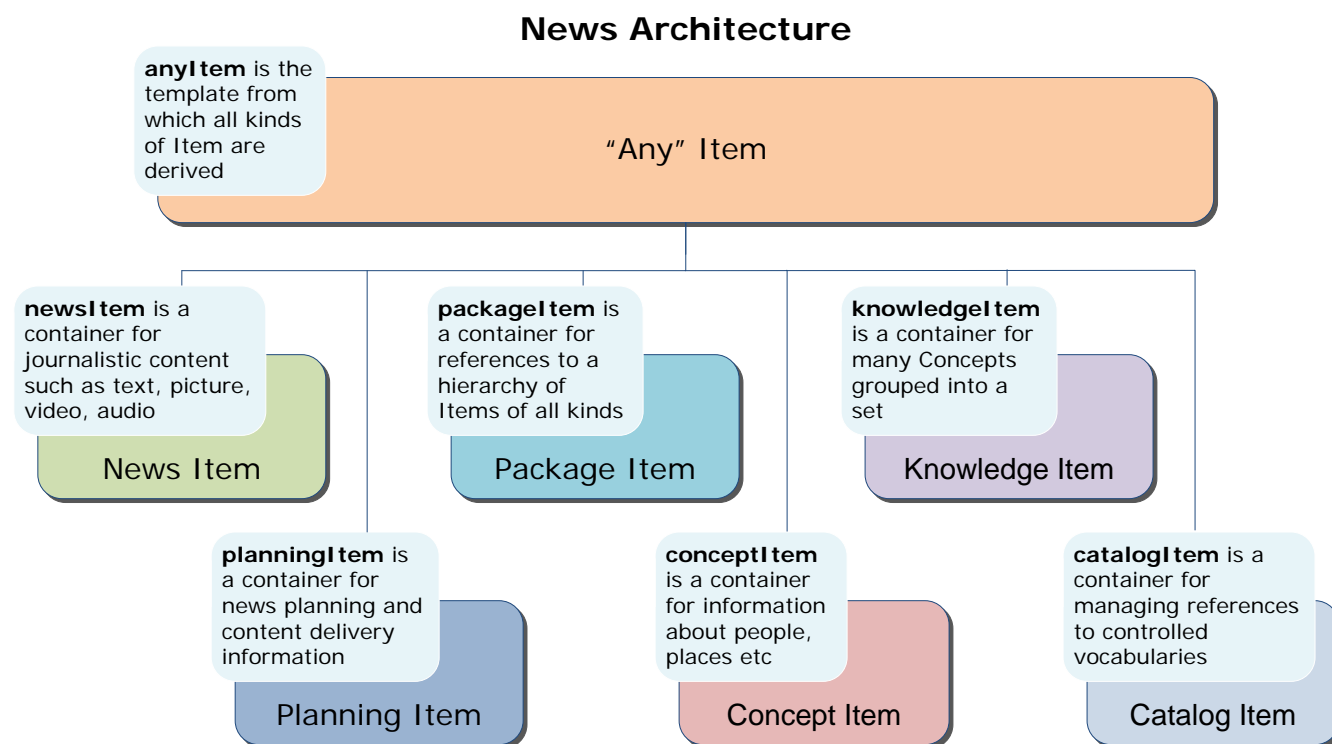 News Architecture
anyItem is the
template from
which all kinds
of Item are
derived
“Any” Item
newsItem is a
container for
journalistic content
such as text, picture,
video, audio
News Item
packageItem is
a container for
references to a
hierarchy of
Items of all kinds
Package Item
knowledgeItem
is a container for
many Concepts
grouped into a
set
Knowledge Item
planningItem is
a container for
news planning and
content delivery
information
Planning Item
conceptItem
is a container
for information
about people,
places etc
Concept Item
catalogItem is a
container for
managing references
to controlled
vocabularies
Catalog Item